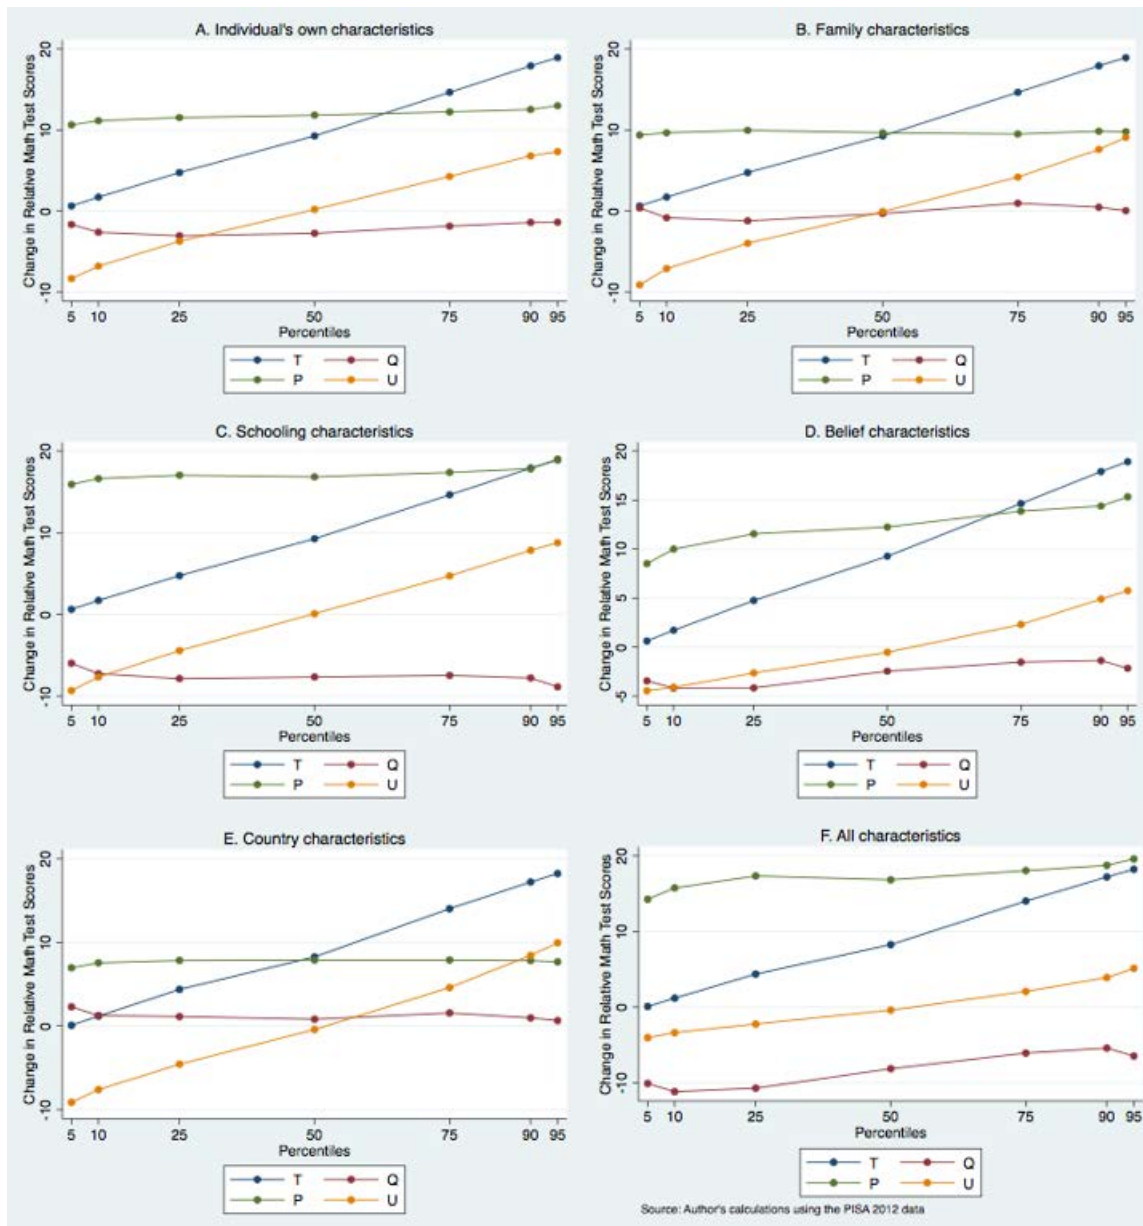 A. Individual's own characteristics
Change in Relative Math Test Scores
20
10
0
-10
5 10 25 50 75 90 95
Percentiles
T Q
P U
B. Family characteristics
Change in Relative Math Test Scores
20
10
0
-10
5 10 25 50 75 90 95
Percentiles
T Q
P U
C. Schooling characteristics
Change in Relative Math Test Scores
20
10
0
-10
5 10 25 50 75 90 95
Percentiles
T Q
P U
D. Belief characteristics
Change in Relative Math Test Scores
20
15
10
5
0
-5
5 10 25 50 75 90 95
Percentiles
T Q
P U
E. Country characteristics
Change in Relative Math Test Scores
20
10
0
-10
5 10 25 50 75 90 95
Percentiles
T Q
P U
F. All characteristics
Change in Relative Math Test Scores
20
10
0
-10
5 10 25 50 75 90 95
Percentiles
T Q
P U
Source: Author's calculations using the PISA 2012 data